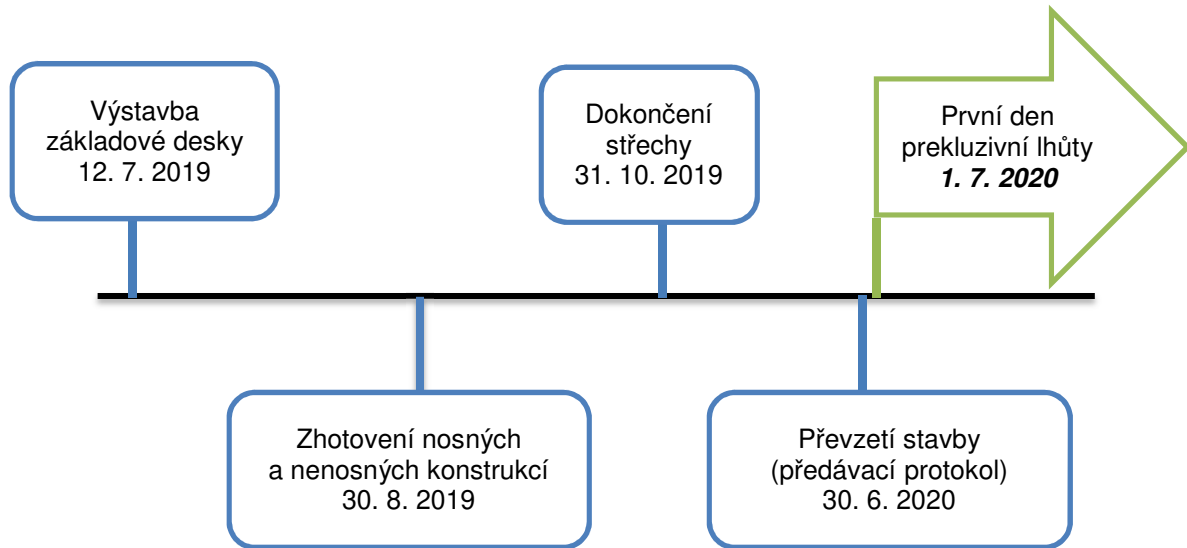 Výstavba
základové desky
12. 7. 2019
Dokončení
střechy
31. 10. 2019
První den
prekluzivní lhůty
1. 7. 2020
Zhotovení nosných
a nenosných konstrukcí
30. 8. 2019
Převzetí stavby
(předávací protokol)
30. 6. 2020